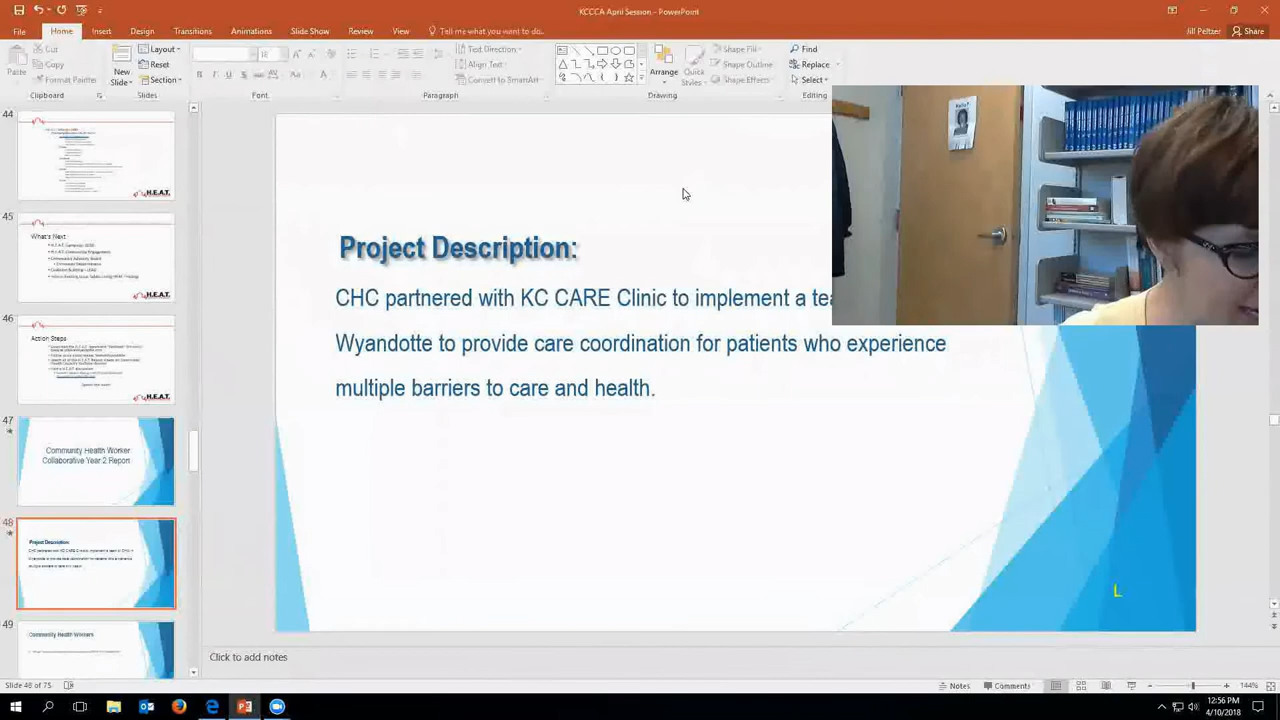 KCCCA April Session - PowerPoint
File
Home
Insert
Design
Transitions
Animations
Slide Show
Review
View
Tell me what you want to do...
Jill Peltzer
Share
Paste
Cut
Copy
Format Painter
Clipboard
New
Slide
Layout
Reset
Section
Slides
18
Font
Text Direction
Align Text
Convert to SmartArt
Paragraph
Arrange
Quick
Styles
Shape Fill
Shape Outline
Shape Effects
Drawing
Find
Replace
Select
Editing
44
H.E.A.T.
45
What's Next
H.E.A.T.
46
Action Steps
H.E.A.T.
47
Community Health Worker
Collaborative Year 2 Report
48
Project Description:
49
Community Health Workers
Project Description:
CHC partnered with KC CARE Clinic to implement a
Wyandotte to provide care coordination for patients who experience
multiple barriers to care and health.
L
Click to add notes
Slide 48 of 75
Notes
Comments
144%
12:56 PM
4/10/2018